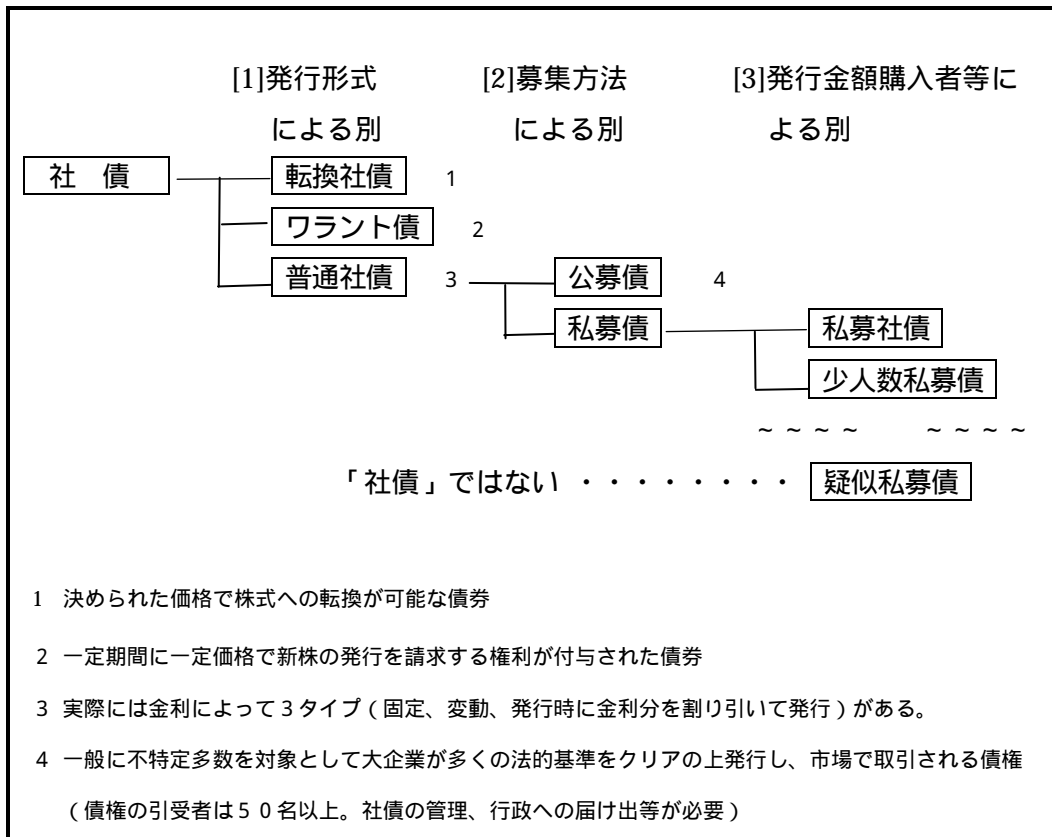 [1]発行形式 [2]募集方法 [3]発行金額購入者等に
による別 による別 よる別
社 債 転換社債 1
ワラント債 2
普通社債 3 公募債 4
私募債 私募社債
少人数私募債
~ ~ ~ ~ ~ ~ ~ ~
「社債」ではない ・・・・・・・・ 疑似私募債
1 決められた価格で株式への転換が可能な債券
2 一定期間に一定価格で新株の発行を請求する権利が付与された債券
3 実際には金利によって3タイプ(固定、変動、発行時に金利分を割り引いて発行)がある。
4 一般に不特定多数を対象として大企業が多くの法的基準をクリアの上発行し、市場で取引される債権
(債権の引受者は50名以上。社債の管理、行政への届け出等が必要)